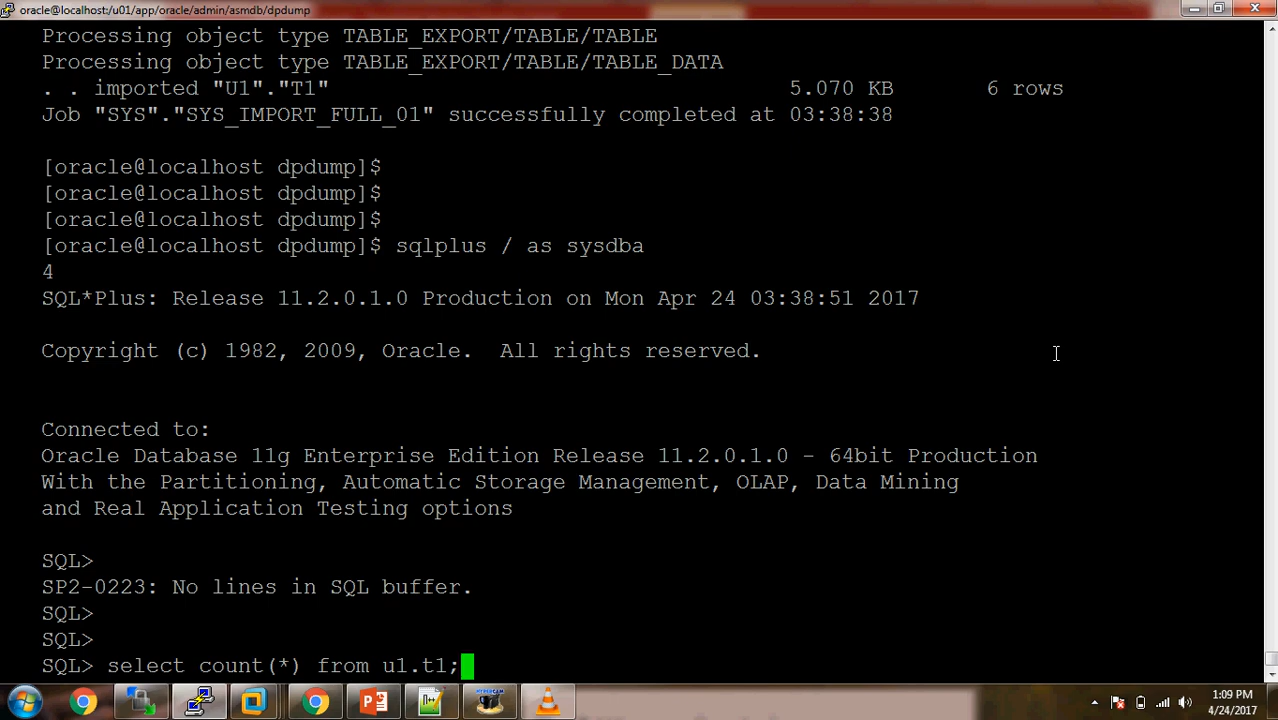 oracle@localhost:/u01/app/oracle/admin/asmdb/dpdump
Processing object type TABLE_EXPORT/TABLE/TABLE
Processing object type TABLE_EXPORT/TABLE/TABLE_DATA
. . imported "U1"."T1" 5.070 KB 6 rows
Job "SYS"."SYS_IMPORT_FULL_01" successfully completed at 03:38:38
[oracle@localhost dpdump]$
[oracle@localhost dpdump]$
[oracle@localhost dpdump]$
[oracle@localhost dpdump]$ sqlplus / as sysdba
4
SQL*Plus: Release 11.2.0.1.0 Production on Mon Apr 24 03:38:51 2017
Copyright (c) 1982, 2009, Oracle. All rights reserved.
Connected to:
Oracle Database 11g Enterprise Edition Release 11.2.0.1.0 - 64bit Production
With the Partitioning, Automatic Storage Management, OLAP, Data Mining
and Real Application Testing options
SQL>
SP2-0223: No lines in SQL buffer.
SQL>
SQL>
SQL> select count(*) from u1.t1;
1:09 PM
4/24/2017